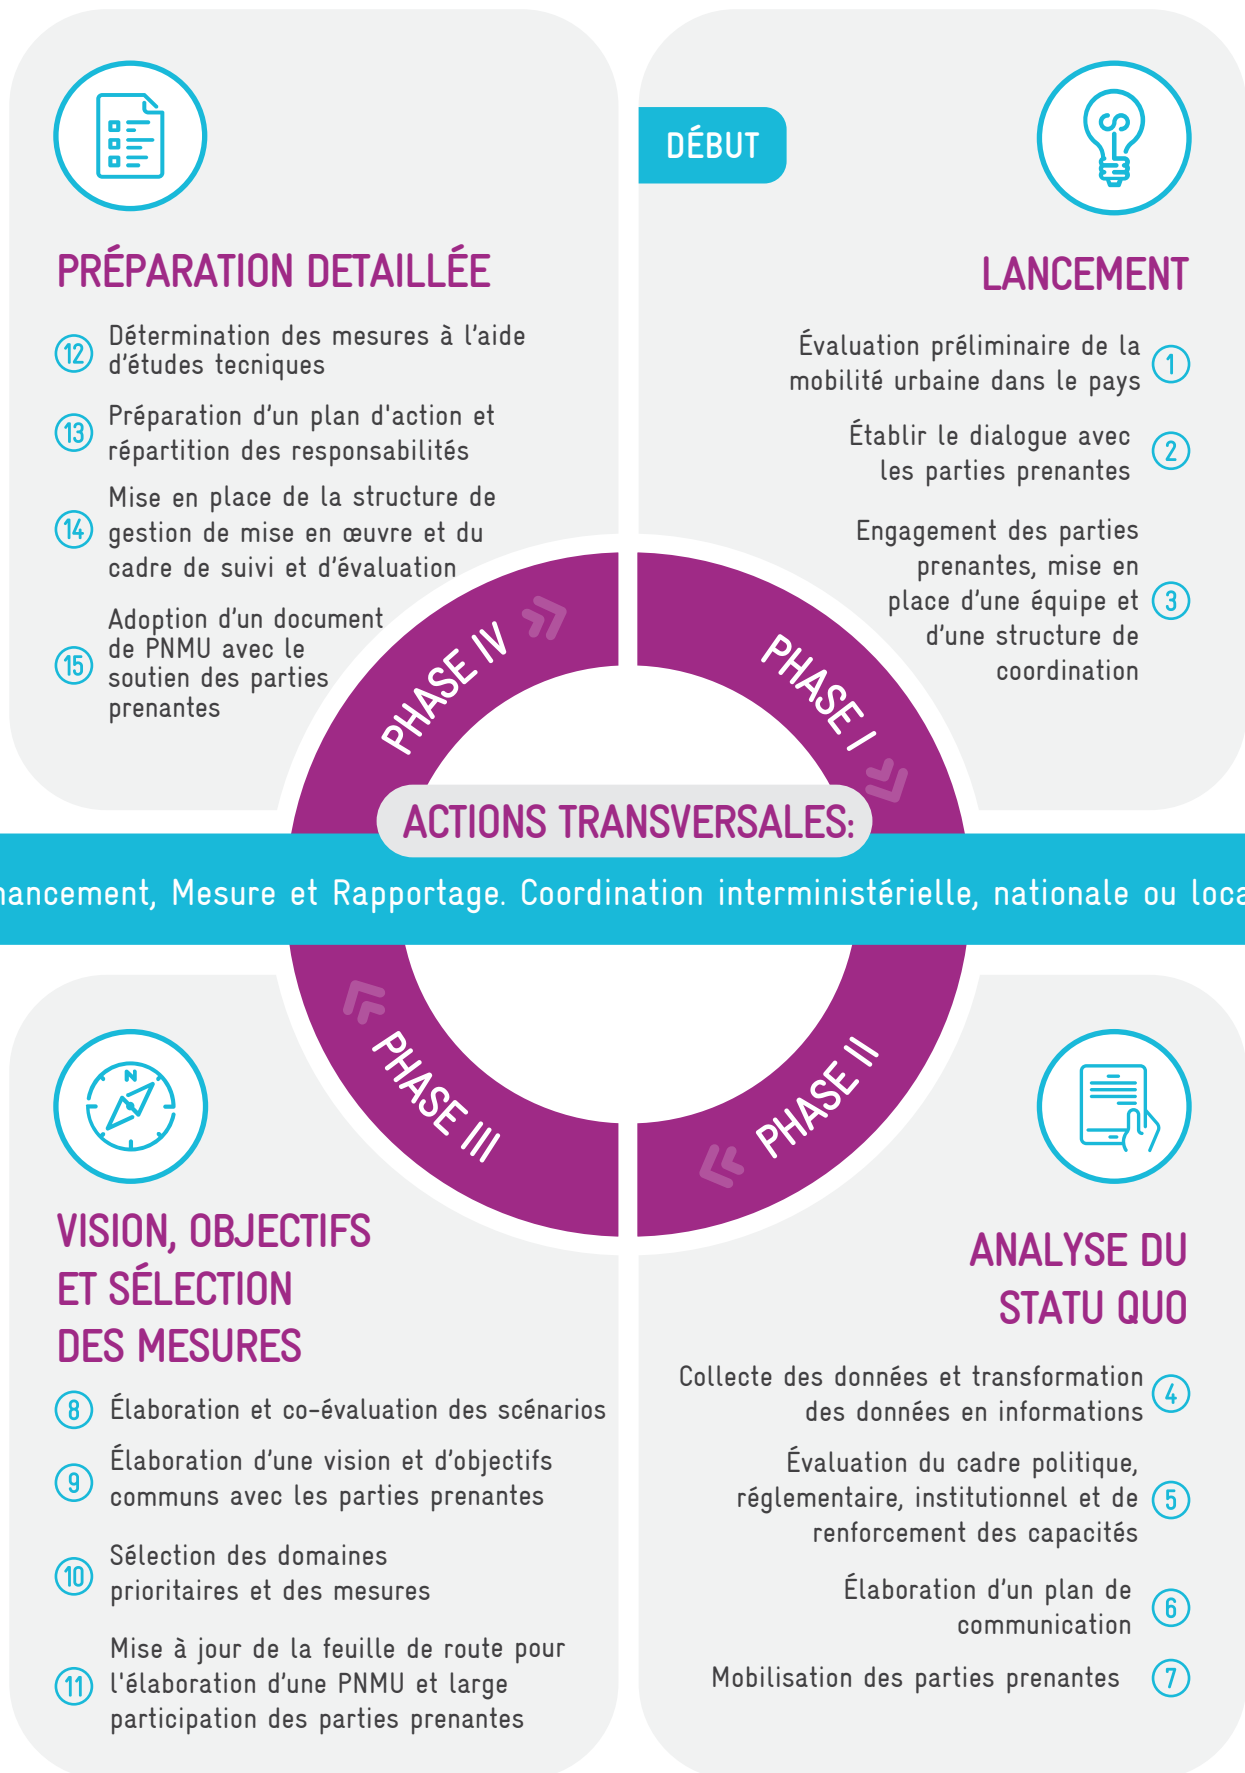 DÉBUT
LANCEMENT
Évaluation préliminaire de la
mobilité urbaine dans le pays
1
Établir le dialogue avec
les parties prenantes
2
Engagement des parties
prenantes, mise en
place d’une équipe et
d’une structure de
coordination
3
PHASE I
ANALYSE DU
STATU QUO
Collecte des données et transformation
des données en informations
4
Évaluation du cadre politique,
réglementaire, institutionnel et de
renforcement des capacités
5
Élaboration d’un plan de
communication
6
Mobilisation des parties prenantes
7
PHASE II
VISION, OBJECTIFS
ET SÉLECTION
DES MESURES
8
Élaboration et co-évaluation des scénarios
9
Élaboration d’une vision et d’objectifs
communs avec les parties prenantes
10
Sélection des domaines
prioritaires et des mesures
11
Mise à jour de la feuille de route pour
l'élaboration d’une PNMU et large
participation des parties prenantes
N
PHASE III
PRÉPARATION DETAILLÉE
12
Détermination des mesures à l’aide
d’études tecniques
13
Préparation d’un plan d'action et
répartition des responsabilités
14
Mise en place de la structure de
gestion de mise en œuvre et du
cadre de suivi et d’évaluation
15
Adoption d’un document
de PNMU avec le
soutien des parties
prenantes
PHASE IV
ACTIONS TRANSVERSALES:
nancement, Mesure et Rapportage. Coordination interministérielle, nationale ou loca